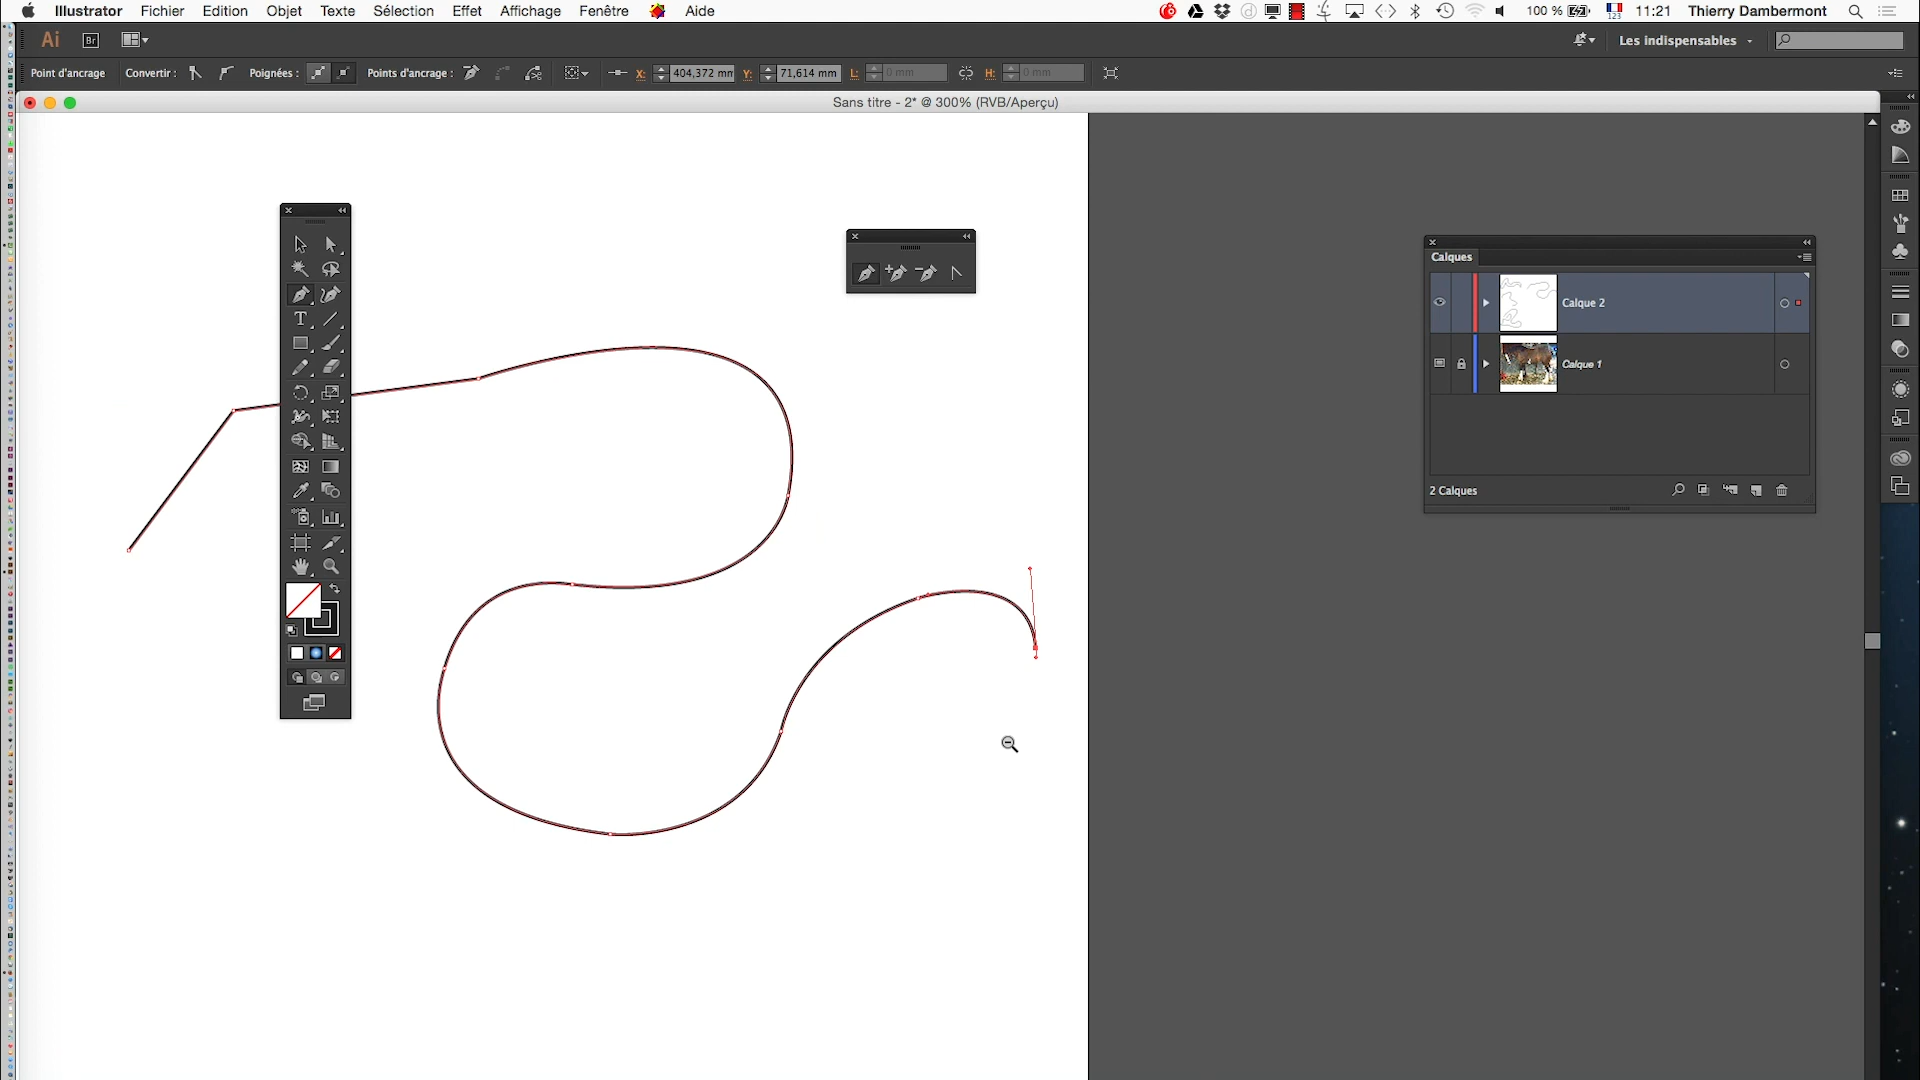 Illustrator Fichier Edition Objet Texte Sélection Effet Affichage Fenêtre Aide 100 % 123 11:21 Thierry Dambermont
Ai Br Les indispensables
Point d'ancrage Convertir : Poignées : Points d'ancrage : X: 404,372 mm Y: 71,614 mm L: 0 mm H: 0 mm
Sans titre - 2* @ 300% (RVB/Aperçu)
Calques
Calque 2
Calque 1
2 Calques
T